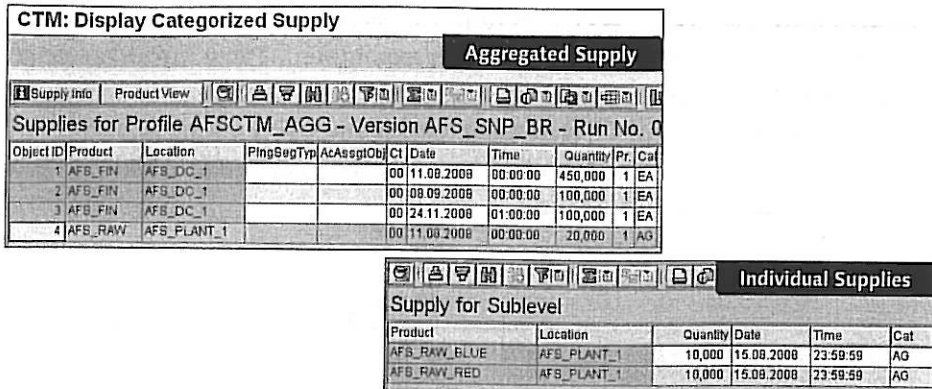 CTM: Display Categorized Supply
Aggregated Supply
Supply Info Product View
Supplies for Profile AFSCTM_AGG - Version AFS_SNP_BR - Run No. 0
Object ID Product Location PlngSegTyp AcAssgtObj Ct Date Time Quantity Pr. Cat
1 AFS_FIN AFS_DC_1 00 11.08.2008 00:00:00 450,000 1 EA
2 AFS_FIN AFS_DC_1 00 08.09.2008 00:00:00 100,000 1 EA
3 AFS_FIN AFS_DC_1 00 24.11.2008 01:00:00 100,000 1 EA
4 AFS_RAW AFS_PLANT_1 00 11.08.2008 00:00:00 20,000 1 AG
Individual Supplies
Supply for Sublevel
Product Location Quantity Date Time Cat
AFS_RAW_BLUE AFS_PLANT_1 10,000 15.08.2008 23:59:59 AG
AFS_RAW_RED AFS_PLANT_1 10,000 15.08.2008 23:59:59 AG